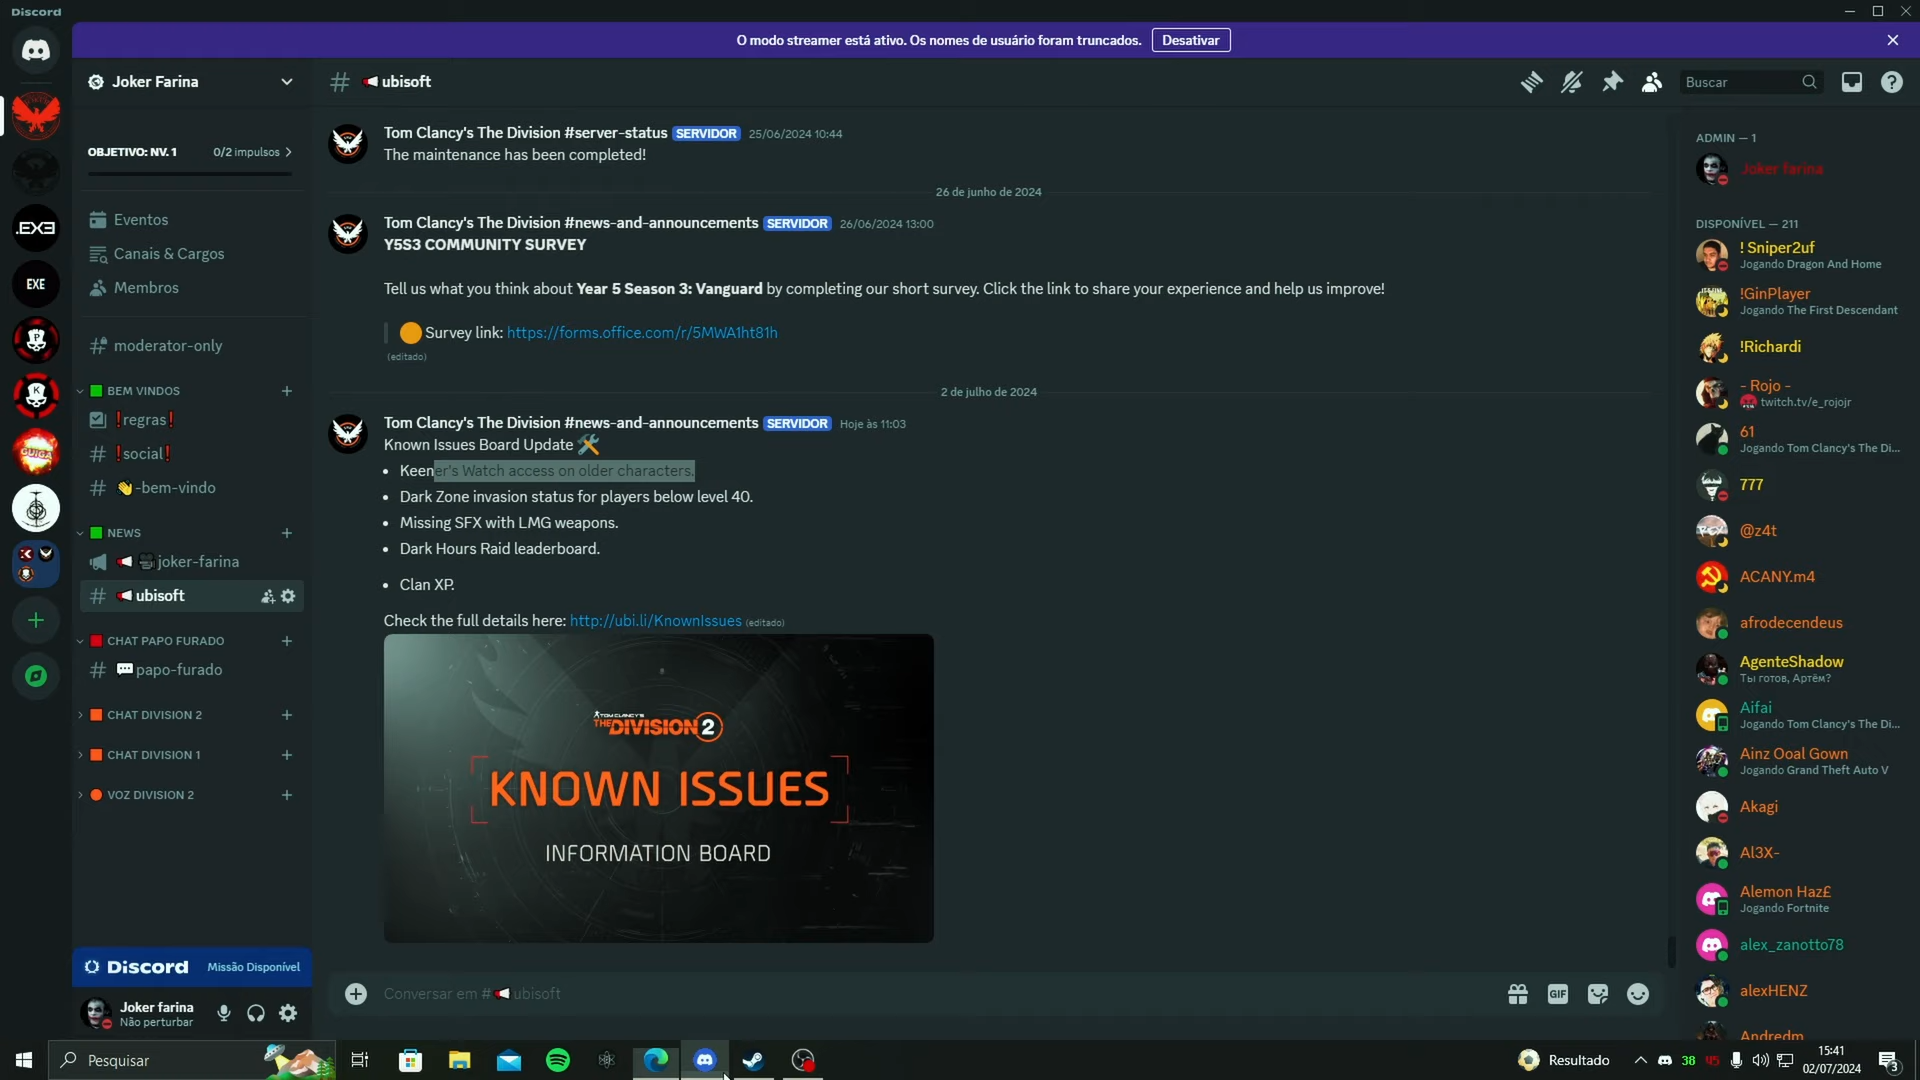 Discord
O modo streamer está ativo. Os nomes de usuário foram truncados. Desativar
Joker Farina
OBJETIVO: NV. 1 0/2 impulsos
Eventos
Canais & Cargos
Membros
moderator-only
BEM VINDOS
❗regras❗
❗social❗
👋-bem-vindo
NEWS
joker-farina
ubisoft
CHAT PAPO FURADO
papo-furado
CHAT DIVISION 2
CHAT DIVISION 1
VOZ DIVISION 2
Discord Missão Disponível
Joker farina
Não perturbar
.EXE
EXE
GUIGA
# ubisoft
Buscar
Tom Clancy's The Division #server-status SERVIDOR 25/06/2024 10:44
The maintenance has been completed!
26 de junho de 2024
Tom Clancy's The Division #news-and-announcements SERVIDOR 26/06/2024 13:00
Y5S3 COMMUNITY SURVEY
Tell us what you think about Year 5 Season 3: Vanguard by completing our short survey. Click the link to share your experience and help us improve!
Survey link: https://forms.office.com/r/5MWA1ht81h
(editado)
2 de julho de 2024
Tom Clancy's The Division #news-and-announcements SERVIDOR Hoje às 11:03
Known Issues Board Update 🛠
• Keener's Watch access on older characters.
• Dark Zone invasion status for players below level 40.
• Missing SFX with LMG weapons.
• Dark Hours Raid leaderboard.
• Clan XP.
Check the full details here: http://ubi.li/KnownIssues (editado)
TOM CLANCY'S
THE DIVISION 2
KNOWN ISSUES
INFORMATION BOARD
Conversar em # ubisoft
GIF
ADMIN — 1
Joker farina
DISPONÍVEL — 211
! Sniper2uf
Jogando Dragon And Home
!GinPlayer
Jogando The First Descendant
!Richardi
- Rojo -
twitch.tv/e_rojojr
61
Jogando Tom Clancy's The Di...
777
@z4t
ACANY.m4
afrodecendeus
AgenteShadow
Ты готов, Артём?
Aifai
Jogando Tom Clancy's The Di...
Ainz Ooal Gown
Jogando Grand Theft Auto V
Akagi
Al3X-
Alemon Haz£
Jogando Fortnite
alex_zanotto78
alexHENZ
Andredm
Pesquisar
Resultado
38 45
15:41
02/07/2024
3